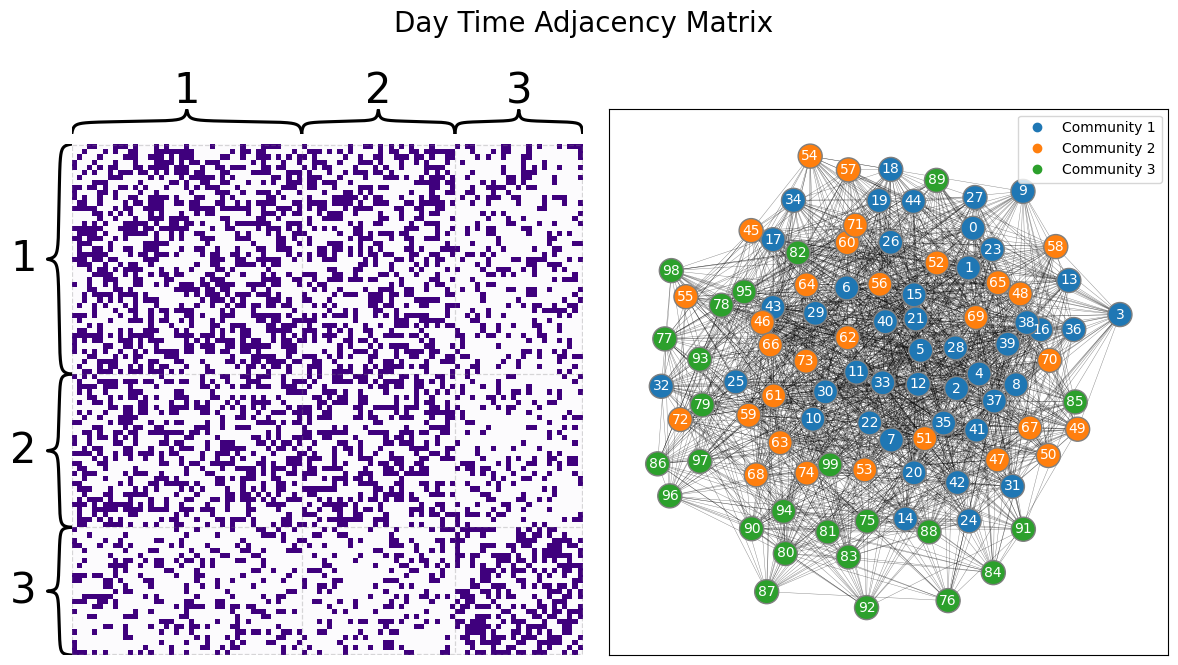 Day Time Adjacency Matrix
1 2 3
1
2
3
Community 1
Community 2
Community 3
54 57 18 89
34 19 44 27 9
45 17 71 60 26 0 23 58
98 82 52 1 13
55 78 95 64 6 56 15 65 48
43 46 29 40 21 69 38 16 36 3
77 93 66 73 62 5 28 39 70
32 25 61 30 11 33 12 2 4 37 8 85
72 79 59 10 22 7 35 41 67 49
86 97 63 51 50
96 68 74 99 53 20 42 47 31
90 94 81 75 14 88 24 91
80 83
87 92 76 84